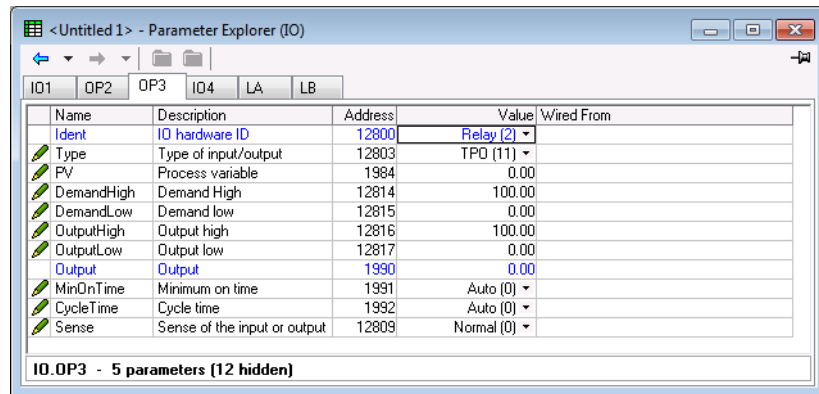 <Untitled 1> - Parameter Explorer (IO)
IO1 OP2 OP3 IO4 LA LB
Name Description Address Value Wired From
Ident IO hardware ID 12800 Relay (2)
Type Type of input/output 12803 TPO (11)
PV Process variable 1984 0.00
DemandHigh Demand High 12814 100.00
DemandLow Demand low 12815 0.00
OutputHigh Output high 12816 100.00
OutputLow Output low 12817 0.00
Output Output 1990 0.00
MinOnTime Minimum on time 1991 Auto (0)
CycleTime Cycle time 1992 Auto (0)
Sense Sense of the input or output 12809 Normal (0)
IO.OP3 - 5 parameters (12 hidden)